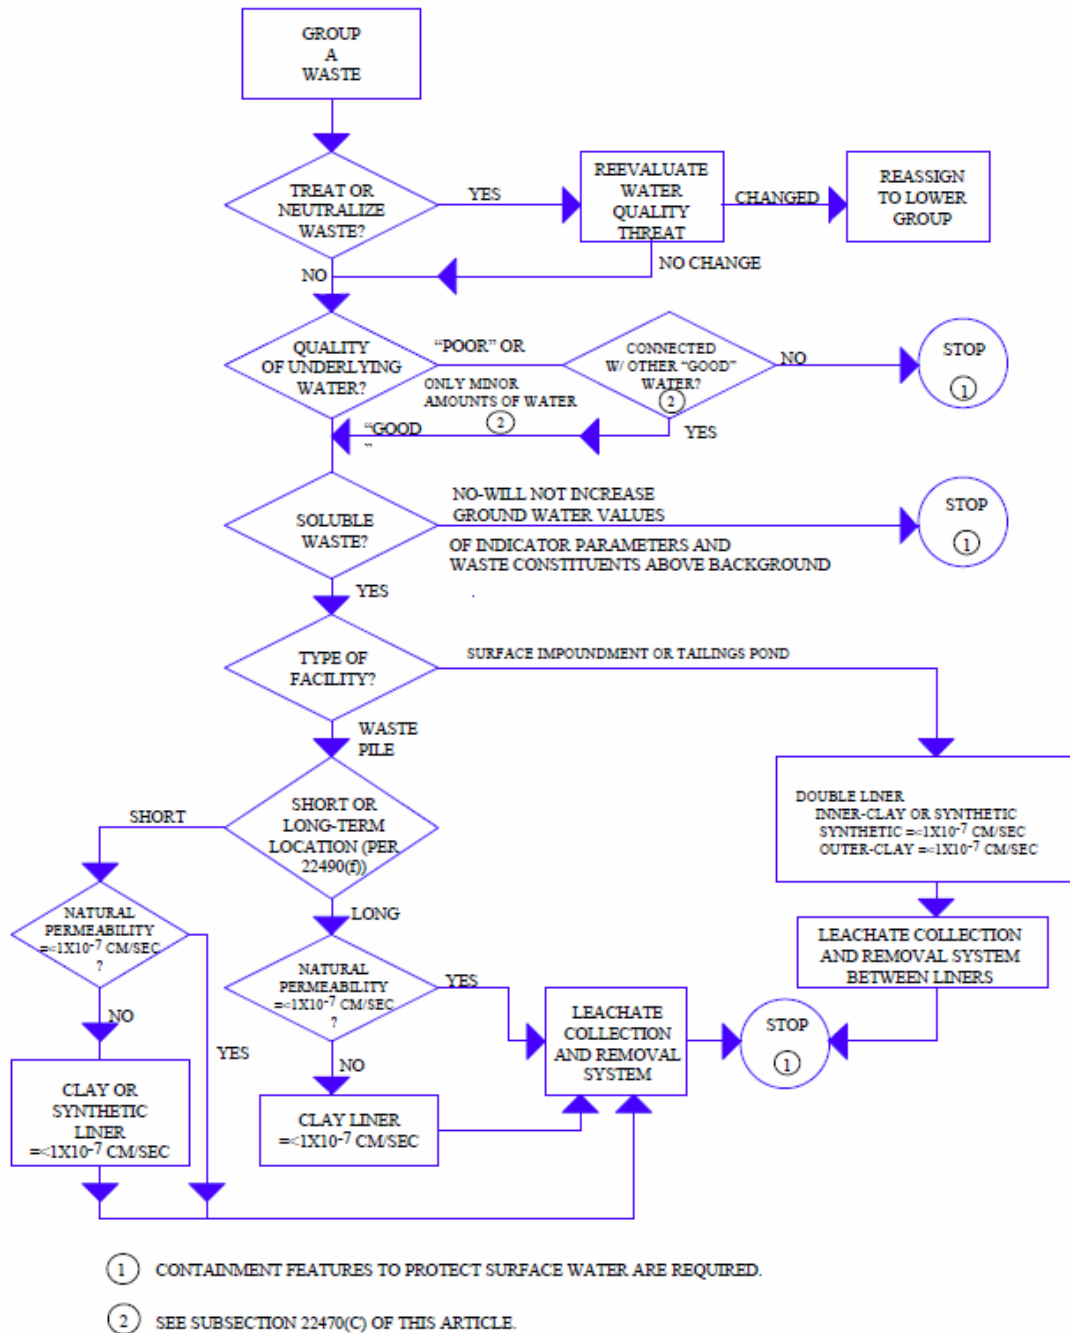 GROUP
A
WASTE
TREAT OR
NEUTRALIZE
WASTE?
YES
REEVALUATE
WATER
QUALITY
THREAT
CHANGED
REASSIGN
TO LOWER
GROUP
NO
NO CHANGE
QUALITY
OF UNDERLYING
WATER?
“POOR” OR
ONLY MINOR
AMOUNTS OF WATER
2
CONNECTED
W/ OTHER “GOOD”
WATER?
2
NO
STOP
1
“GOOD
”
YES
SOLUBLE
WASTE?
NO-WILL NOT INCREASE
GROUND WATER VALUES
OF INDICATOR PARAMETERS AND
WASTE CONSTITUENTS ABOVE BACKGROUND
STOP
1
YES
TYPE OF
FACILITY?
SURFACE IMPOUNDMENT OR TAILINGS POND
WASTE
PILE
SHORT OR
LONG-TERM
LOCATION (PER
22490(f))
SHORT
LONG
DOUBLE LINER
INNER-CLAY OR SYNTHETIC
SYNTHETIC =<1X10-7 CM/SEC
OUTER-CLAY =<1X10-7 CM/SEC
NATURAL
PERMEABILITY
=<1X10-7 CM/SEC
?
NO
YES
NATURAL
PERMEABILITY
=<1X10-7 CM/SEC
?
YES
NO
LEACHATE COLLECTION
AND REMOVAL SYSTEM
BETWEEN LINERS
LEACHATE
COLLECTION
AND REMOVAL
SYSTEM
STOP
1
CLAY OR
SYNTHETIC
LINER
=<1X10-7 CM/SEC
CLAY LINER
=<1X10-7 CM/SEC
1 CONTAINMENT FEATURES TO PROTECT SURFACE WATER ARE REQUIRED.
2 SEE SUBSECTION 22470(C) OF THIS ARTICLE.